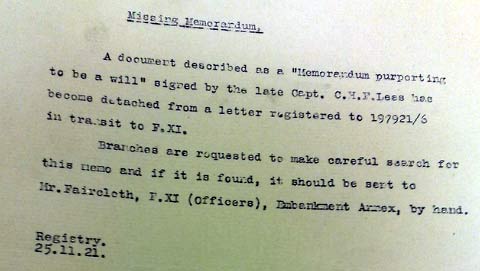 Missing Memorandum.
A document described as a "Memorandum purporting
to be a will" signed by the late Capt. C.H.F.Less has
become detached from a letter registered to 197921/6
in transit to F.XI.
Branches are requested to make careful search for
this memo and if it is found, it should be sent to
Mr.Faircloth, F.XI (Officers), Embankment Annex, by hand.
Registry.
25.11.21.